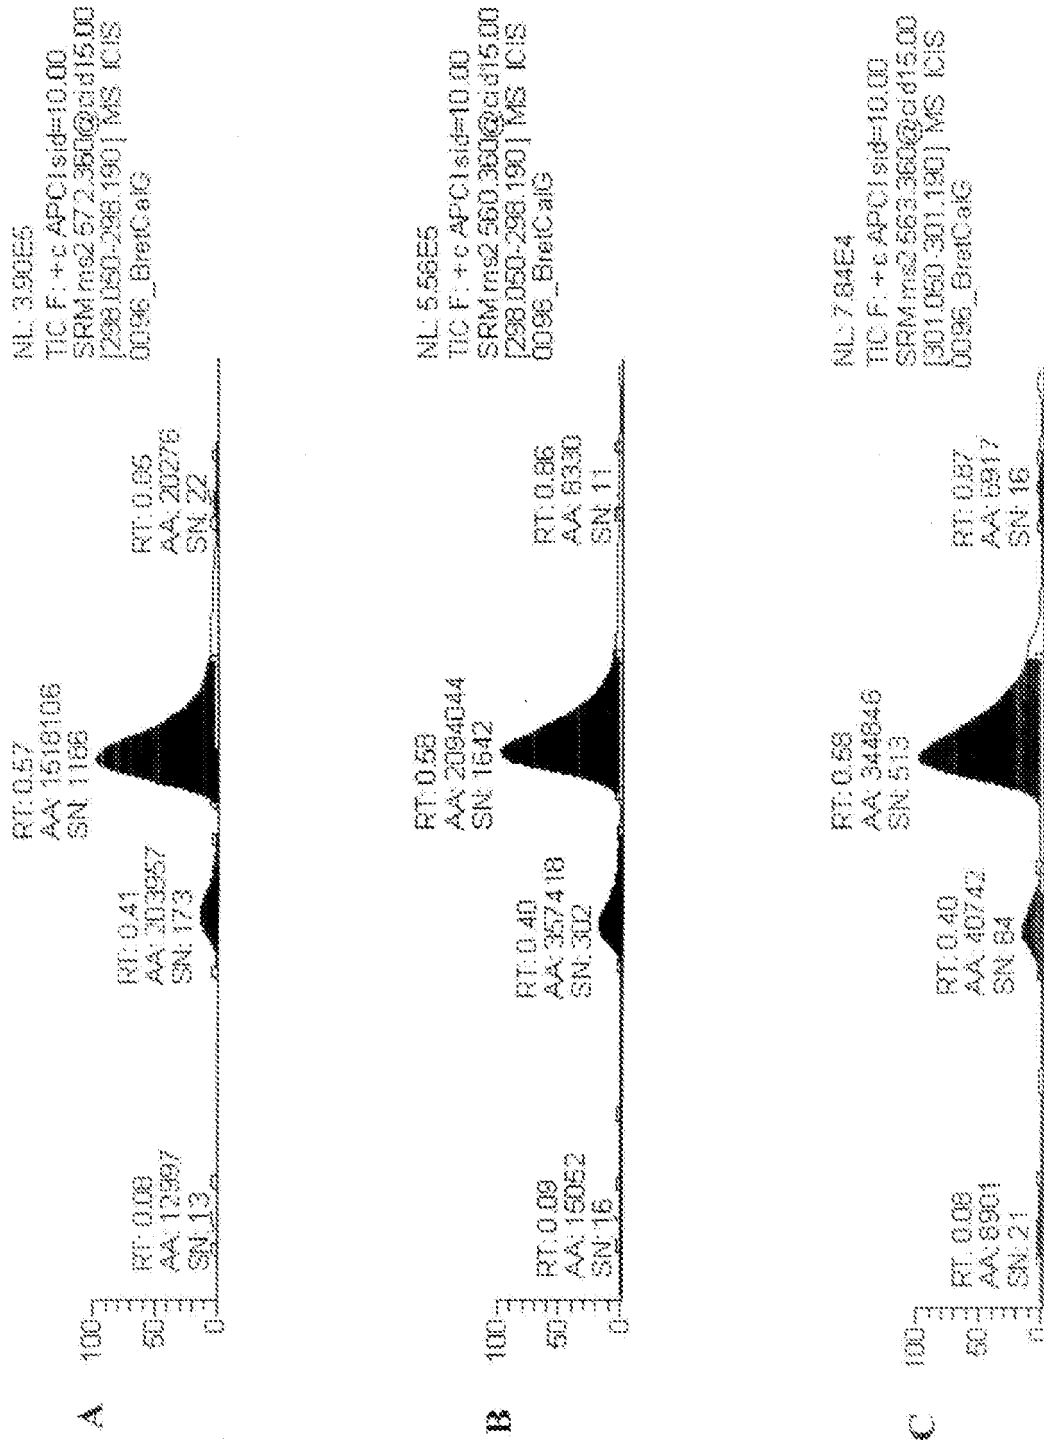 A
100
50
0
RT: 0.08
AA: 12997
SN: 13
RT: 0.41
AA: 303957
SN: 173
RT: 0.57
AA: 1518106
SN: 1166
RT: 0.85
AA: 20276
SN: 22
NL: 3.90E5
TIC F: + c APCI sid=10.00
SRM ms2 572.360@cid15.00
[298.050-298.190] MS ICIS
0096_BretCalG
B
100
50
0
RT: 0.09
AA: 15052
SN: 16
RT: 0.40
AA: 357418
SN: 302
RT: 0.58
AA: 2094044
SN: 1642
RT: 0.86
AA: 8330
SN: 11
NL: 5.56E5
TIC F: + c APCI sid=10.00
SRM ms2 560.360@cid15.00
[298.050-298.190] MS ICIS
0096_BretCalG
C
100
50
0
RT: 0.08
AA: 8901
SN: 21
RT: 0.40
AA: 40742
SN: 84
RT: 0.58
AA: 344846
SN: 513
RT: 0.87
AA: 6917
SN: 16
NL: 7.84E4
TIC F: + c APCI sid=10.00
SRM ms2 563.360@cid15.00
[301.050-301.190] MS ICIS
0096_BretCalG